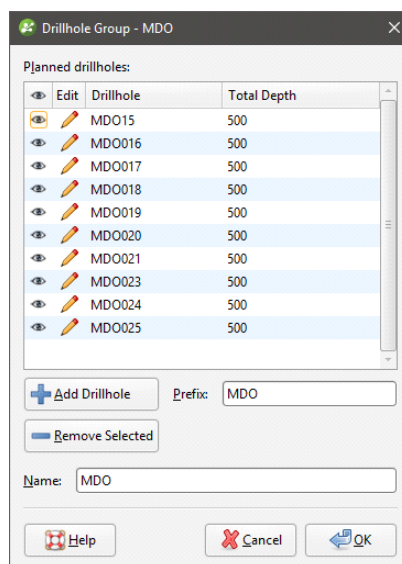 Drillhole Group - MDO
Planned drillholes:
Edit Drillhole Total Depth
MDO15 500
MDO016 500
MDO017 500
MDO018 500
MDO019 500
MDO020 500
MDO021 500
MDO023 500
MDO024 500
MDO025 500
Add Drillhole Prefix: MDO
Remove Selected
Name: MDO
Help Cancel OK